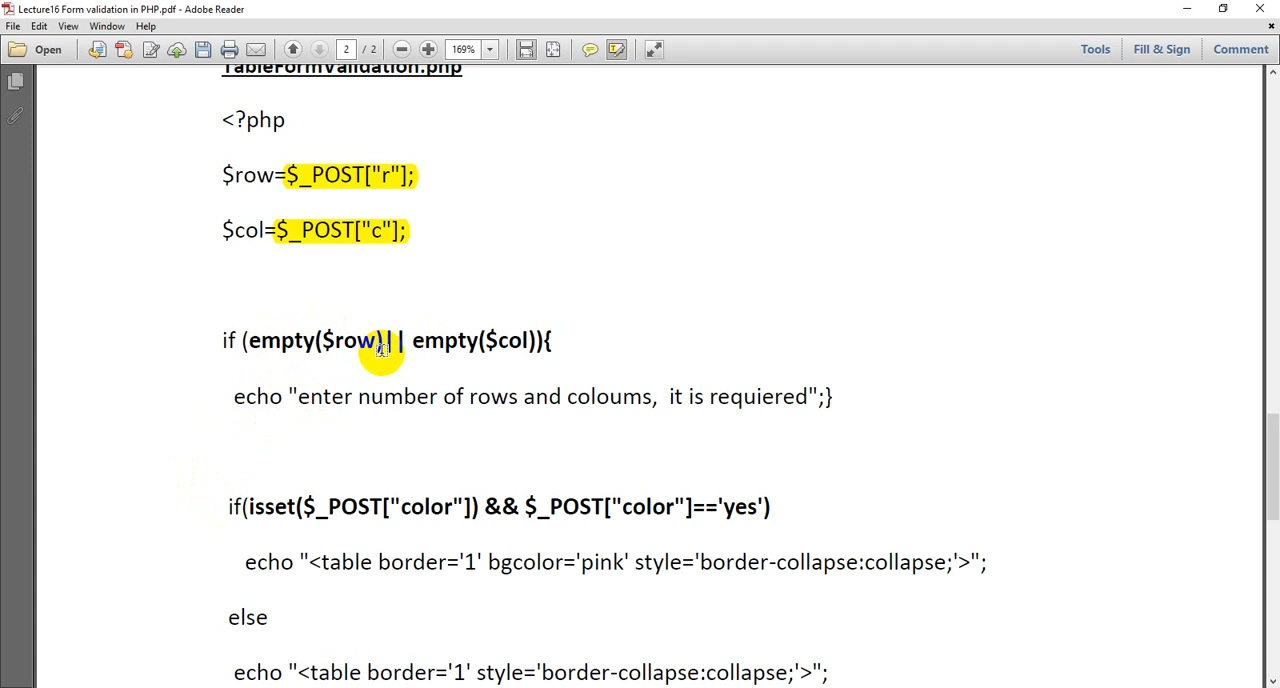 Lecture16 Form validation in PHP.pdf - Adobe Reader
File Edit View Window Help
Open 2 / 2 169% Tools Fill & Sign Comment
TableFormValidation.php
<?php
$row=$_POST["r"];
$col=$_POST["c"];
if (empty($row)|| empty($col)){
echo "enter number of rows and coloums,  it is requiered";}
if(isset($_POST["color"]) && $_POST["color"]=='yes')
echo "<table border='1' bgcolor='pink' style='border-collapse:collapse;'>";
else
echo "<table border='1' style='border-collapse:collapse;'>";